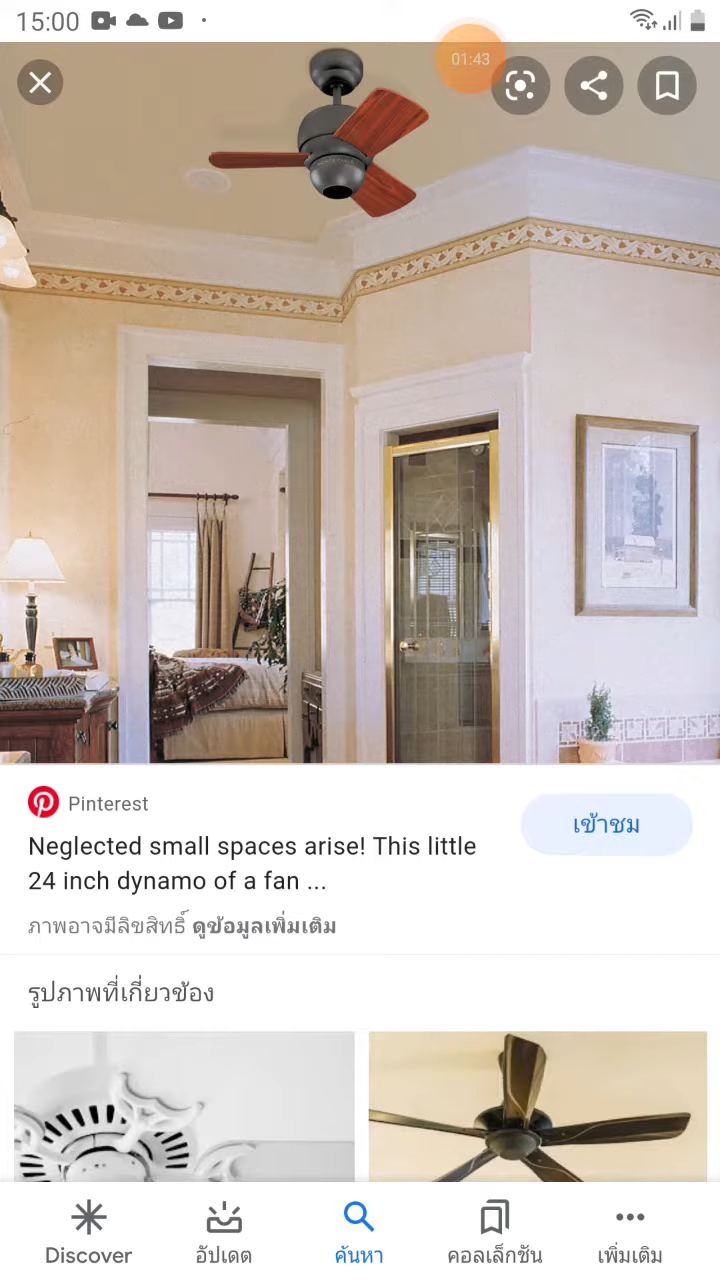 15:00
01:43
Pinterest
Neglected small spaces arise! This little
24 inch dynamo of a fan ...
เข้าชม
ภาพอาจมีลิขสิทธิ์ ดูข้อมูลเพิ่มเติม
รูปภาพที่เกี่ยวข้อง
Discover
อัปเดต
ค้นหา
คอลเล็กชัน
เพิ่มเติม